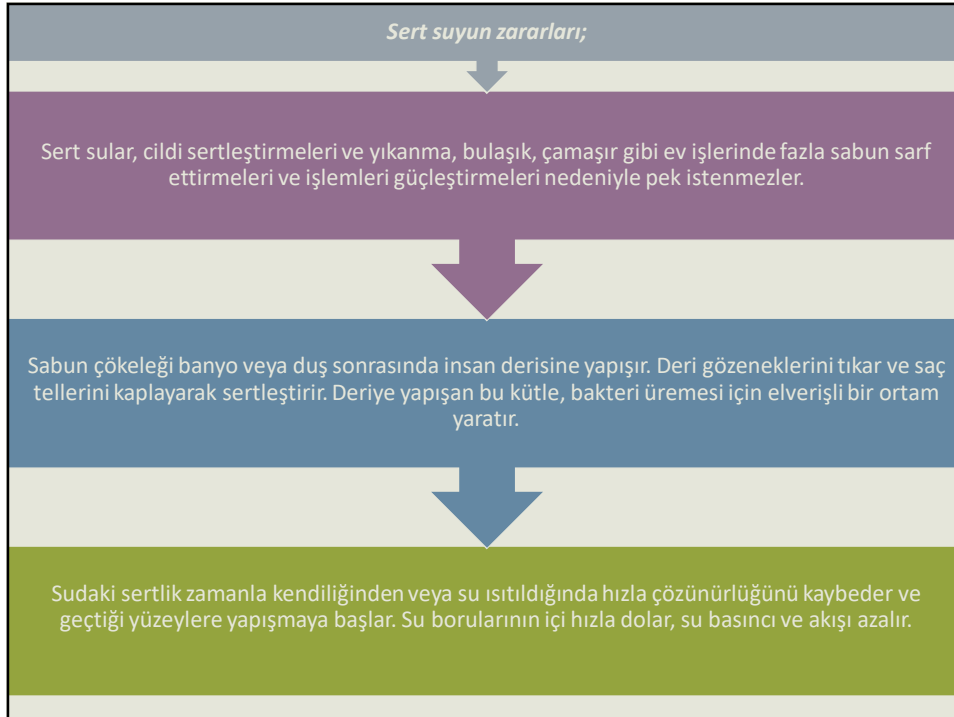 Sert suyun zararları;
Sert sular, cildi sertleştirmeleri ve yıkanma, bulaşık, çamaşır gibi ev işlerinde fazla sabun sarf
ettirmeleri ve işlemleri güçleştirmeleri nedeniyle pek istenmezler.
Sabun çökeleği banyo veya duş sonrasında insan derisine yapışır. Deri gözeneklerini tıkar ve saç
tellerini kaplayarak sertleştirir. Deriye yapışan bu kütle, bakteri üremesi için elverişli bir ortam
yaratır.
Sudaki sertlik zamanla kendiliğinden veya su ısıtıldığında hızla çözünürlüğünü kaybeder ve
geçtiği yüzeylere yapışmaya başlar. Su borularının içi hızla dolar, su basıncı ve akışı azalır.